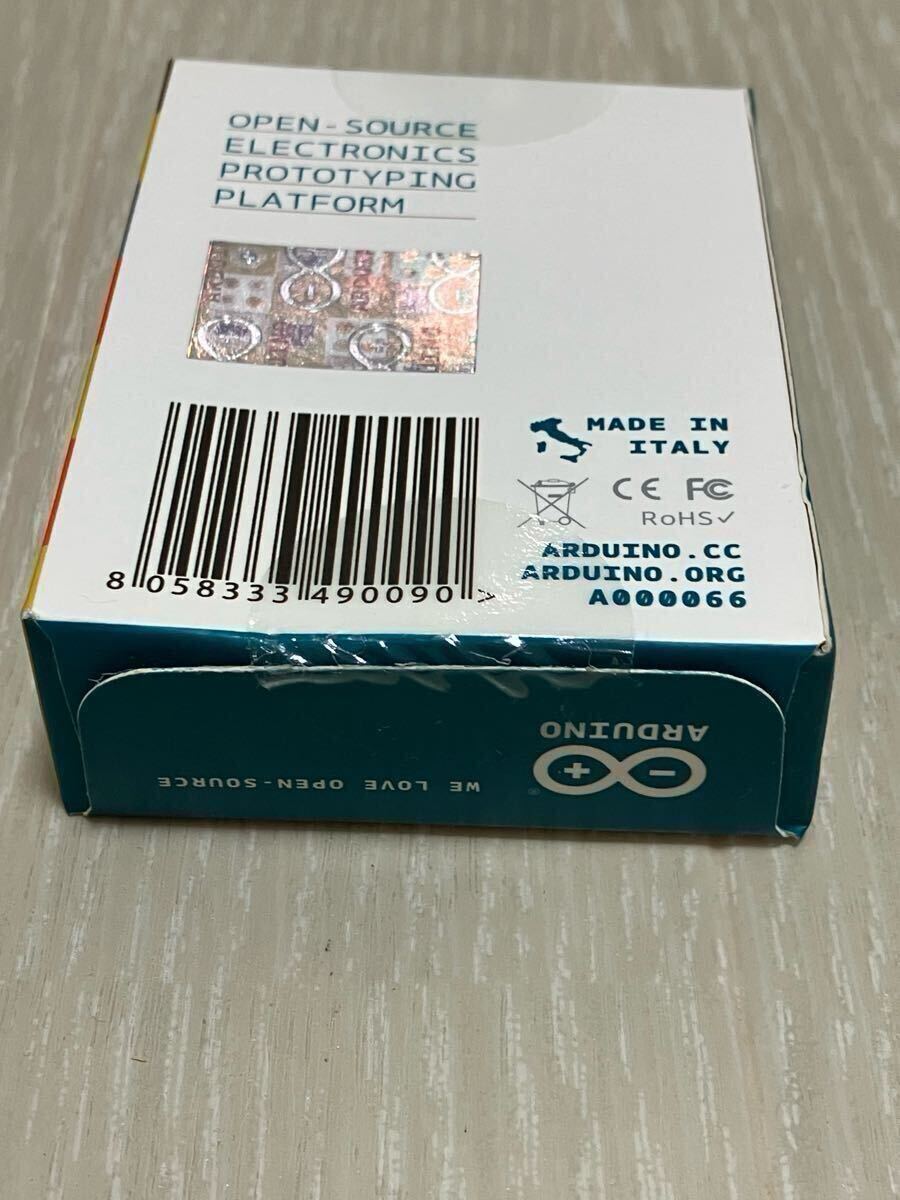 OPEN-SOURCE
ELECTRONICS
PROTOTYPING
PLATFORM
MADE IN
ITALY
CE FC
RoHS✓
ARDUINO.CC
ARDUINO.ORG
A000066
8 058333 490090 >
ARDUINO
WE LOVE OPEN-SOURCE
®